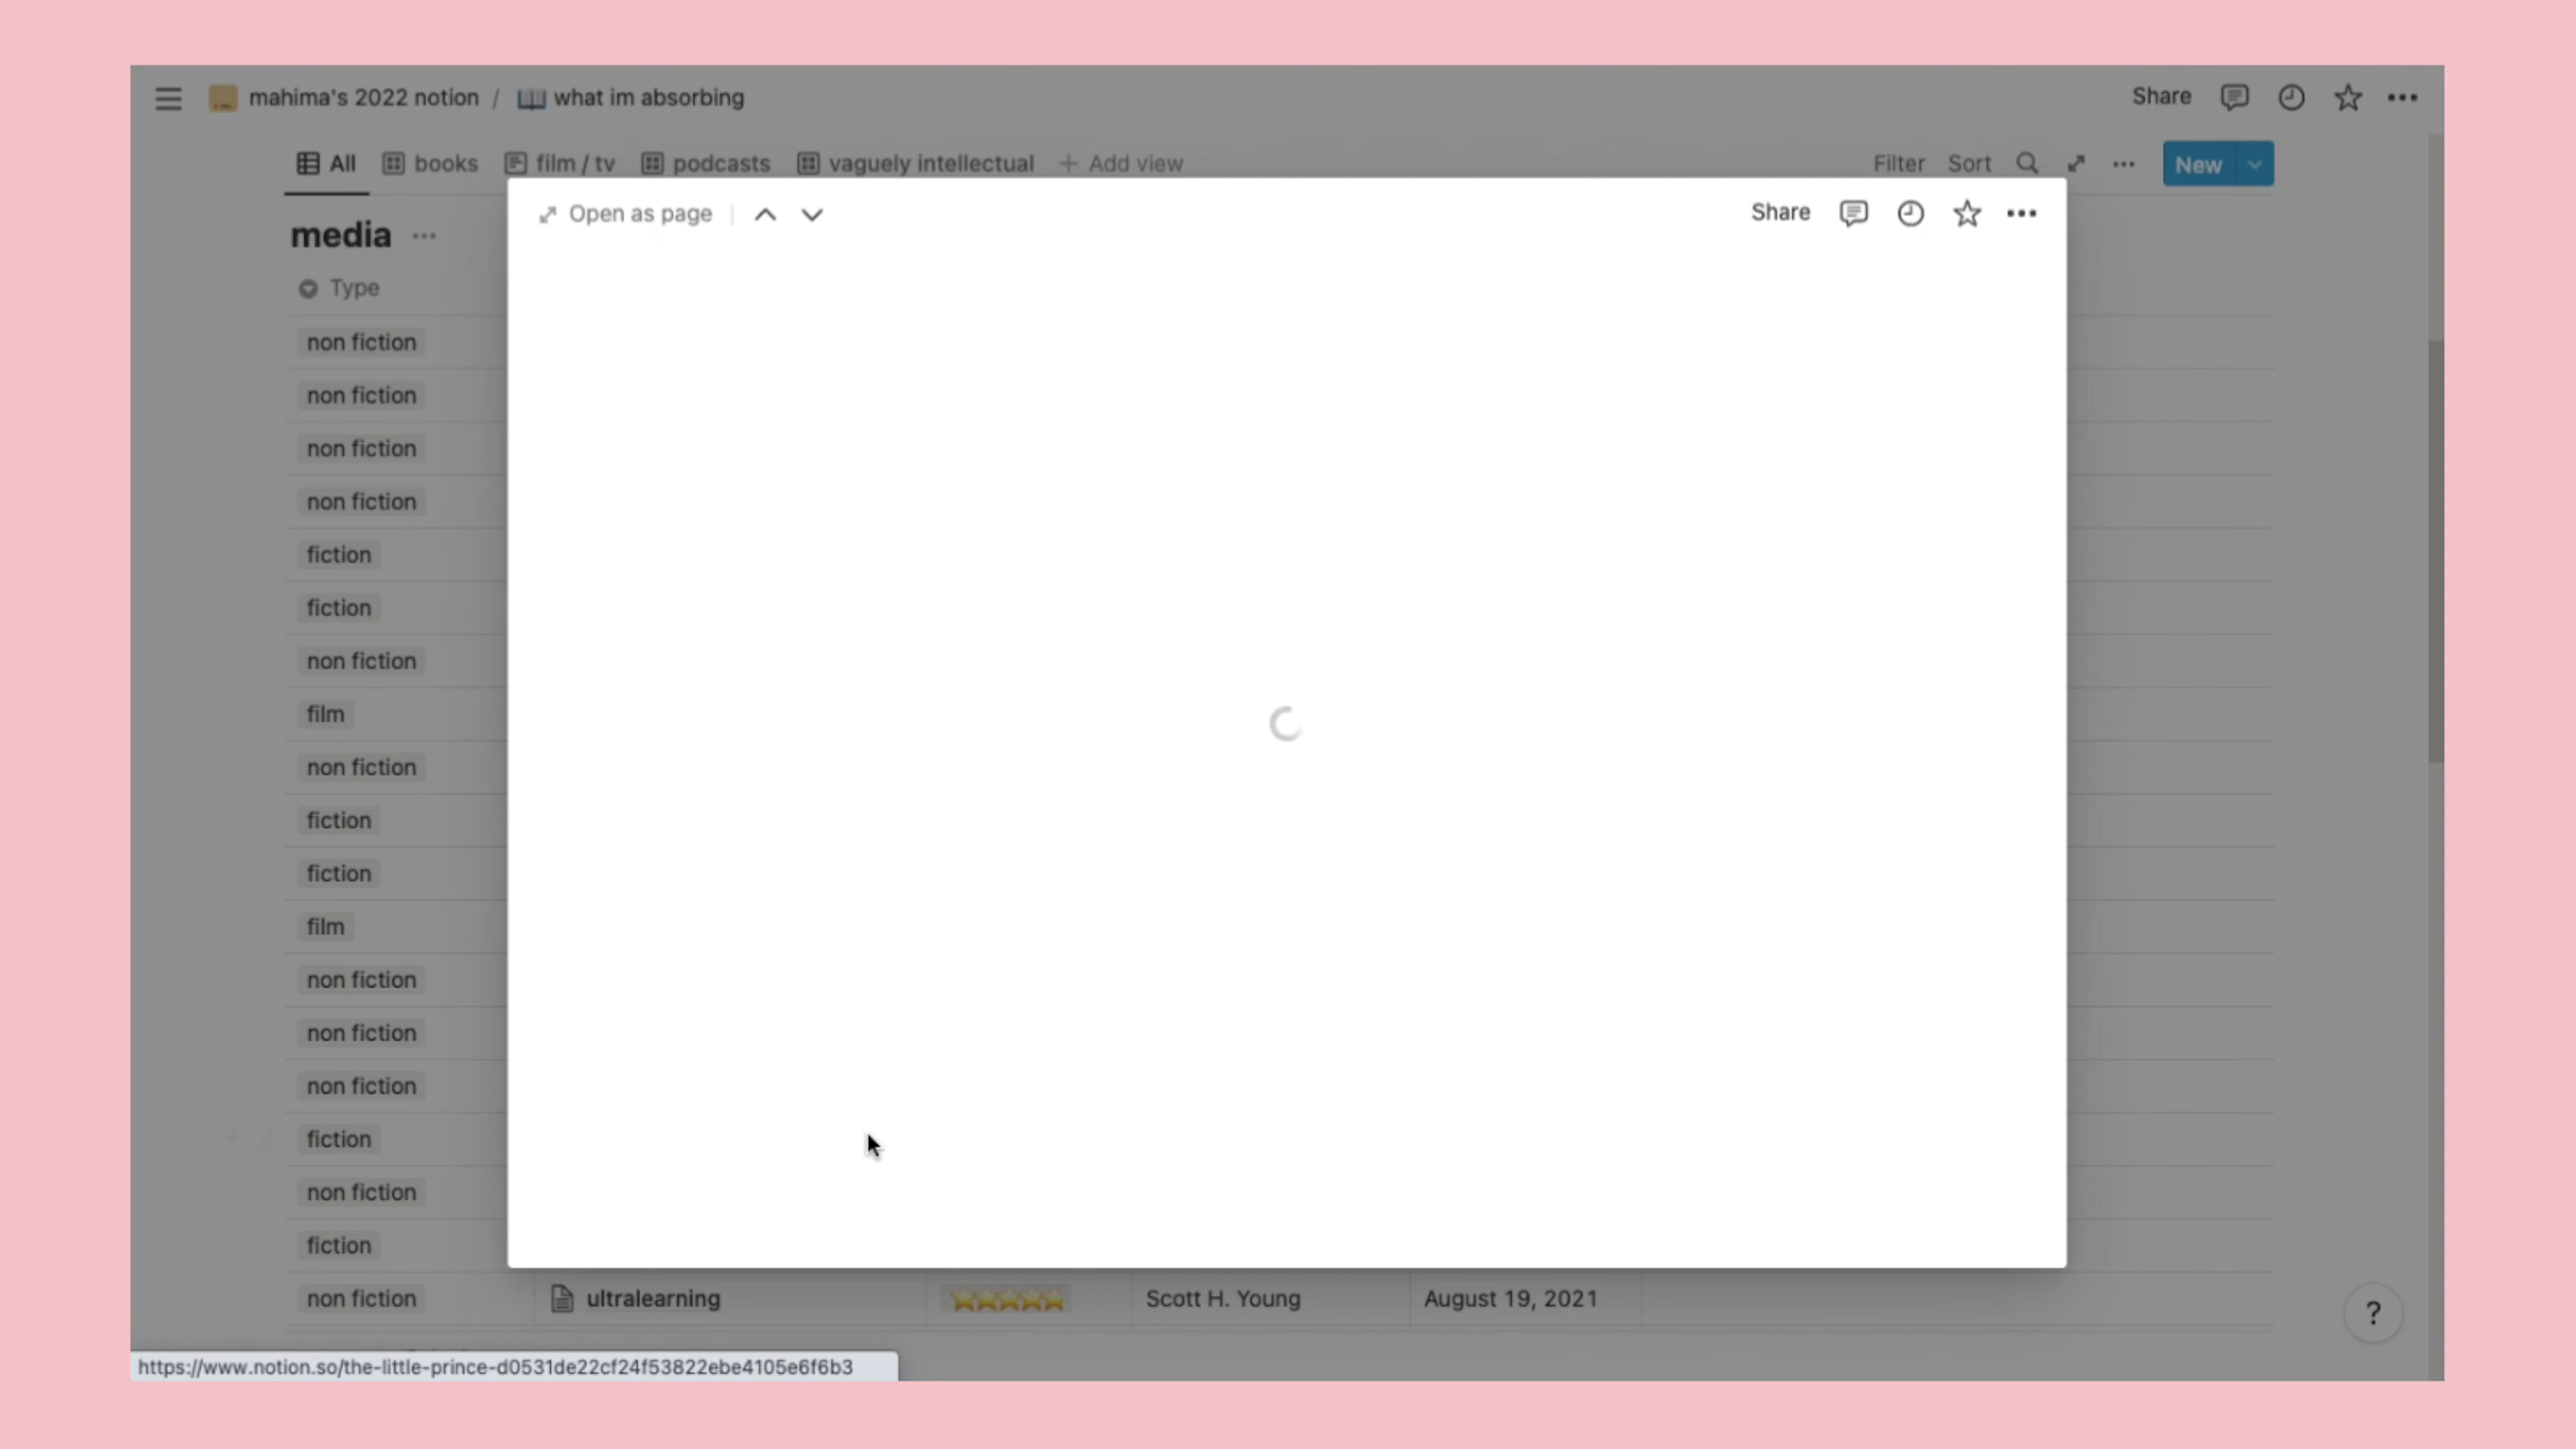 mahima's 2022 notion / what im absorbing
Share
All books film / tv podcasts vaguely intellectual + Add view
Filter Sort New
Open as page
Share
media
Type
non fiction
non fiction
non fiction
non fiction
fiction
fiction
non fiction
film
non fiction
fiction
fiction
film
non fiction
non fiction
non fiction
fiction
non fiction
fiction
non fiction ultralearning ⭐⭐⭐⭐⭐ Scott H. Young August 19, 2021
?
https://www.notion.so/the-little-prince-d0531de22cf24f53822ebe4105e6f6b3